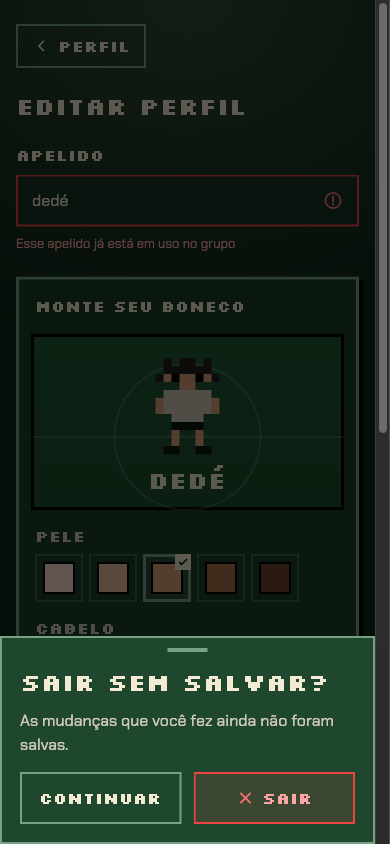 PERFIL
EDITAR PERFIL
APELIDO
dedé
Esse apelido já está em uso no grupo
MONTE SEU BONECO
DEDÉ
PELE
CABELO
SAIR SEM SALVAR?
As mudanças que você fez ainda não foram
salvas.
CONTINUAR
SAIR